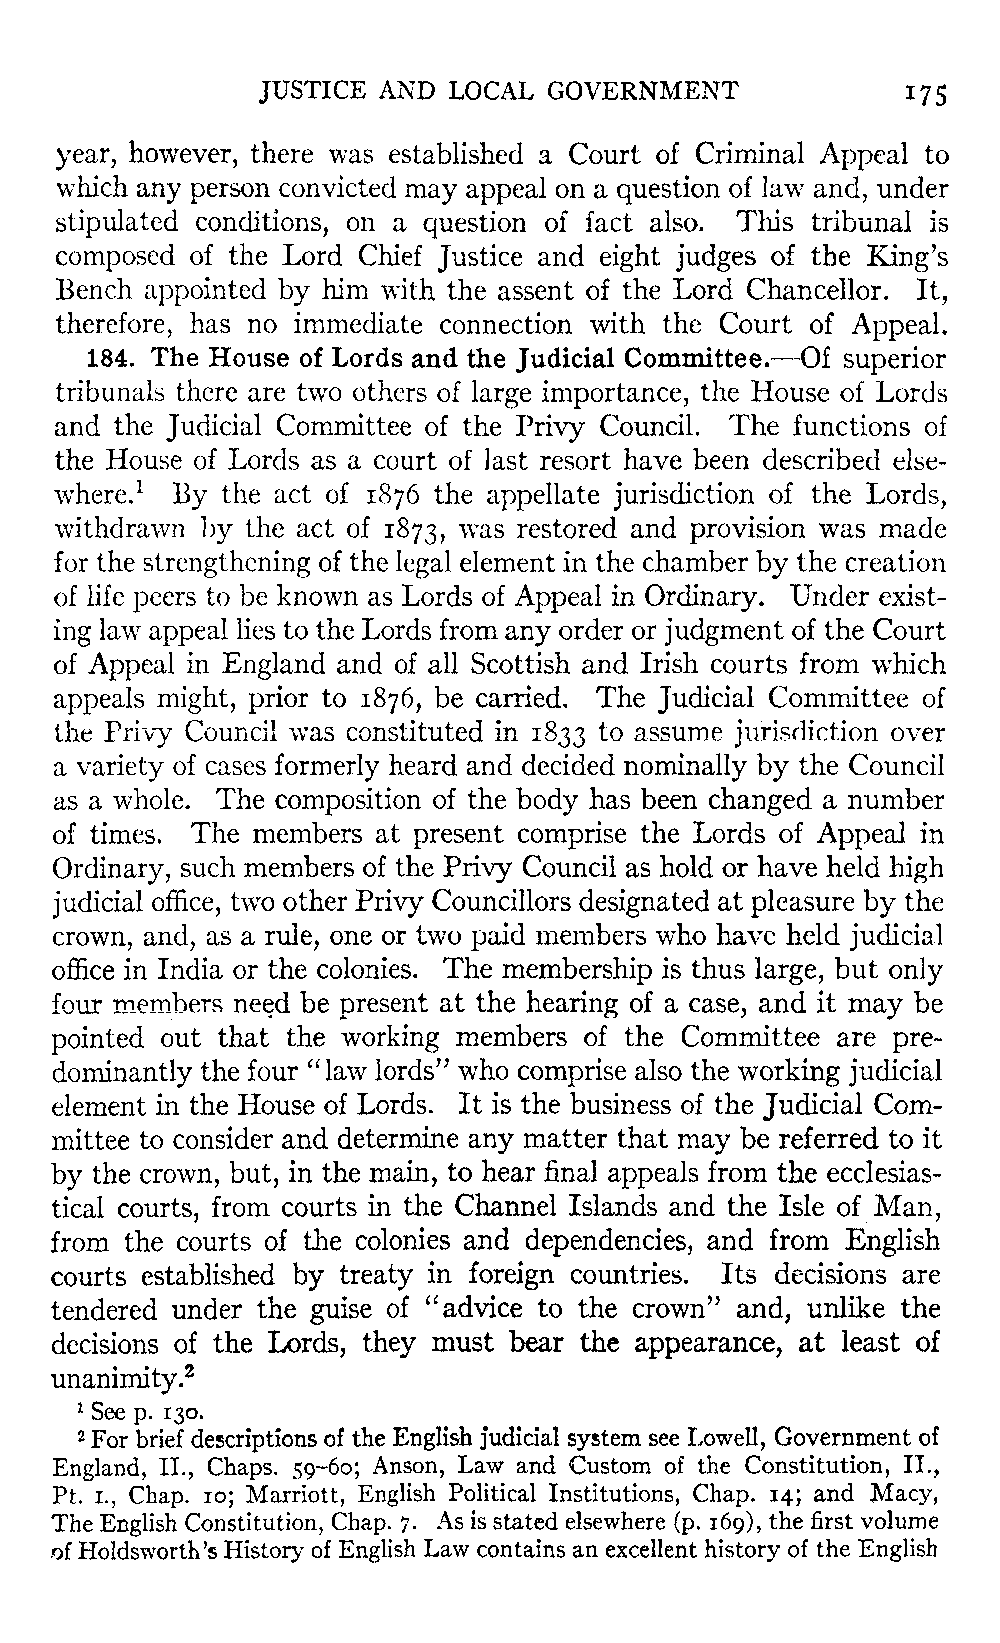 JUSTICE AND LOCAL GOVERNMENT 175
year, however, there was established a Court of Criminal Appeal to
which any person convicted may appeal on a question of law and, under
stipulated conditions, on a question of fact also. This tribunal is
composed of the Lord Chief Justice and eight judges of the King's
Bench appointed by him with the assent of the Lord Chancellor. It,
therefore, has no immediate connection with the Court of Appeal.
184. The House of Lords and the Judicial Committee.—Of superior
tribunals there are two others of large importance, the House of Lords
and the Judicial Committee of the Privy Council. The functions of
the House of Lords as a court of last resort have been described else-
where.¹ By the act of 1876 the appellate jurisdiction of the Lords,
withdrawn by the act of 1873, was restored and provision was made
for the strengthening of the legal element in the chamber by the creation
of life peers to be known as Lords of Appeal in Ordinary. Under exist-
ing law appeal lies to the Lords from any order or judgment of the Court
of Appeal in England and of all Scottish and Irish courts from which
appeals might, prior to 1876, be carried. The Judicial Committee of
the Privy Council was constituted in 1833 to assume jurisdiction over
a variety of cases formerly heard and decided nominally by the Council
as a whole. The composition of the body has been changed a number
of times. The members at present comprise the Lords of Appeal in
Ordinary, such members of the Privy Council as hold or have held high
judicial office, two other Privy Councillors designated at pleasure by the
crown, and, as a rule, one or two paid members who have held judicial
office in India or the colonies. The membership is thus large, but only
four members need be present at the hearing of a case, and it may be
pointed out that the working members of the Committee are pre-
dominantly the four "law lords" who comprise also the working judicial
element in the House of Lords. It is the business of the Judicial Com-
mittee to consider and determine any matter that may be referred to it
by the crown, but, in the main, to hear final appeals from the ecclesias-
tical courts, from courts in the Channel Islands and the Isle of Man,
from the courts of the colonies and dependencies, and from English
courts established by treaty in foreign countries. Its decisions are
tendered under the guise of "advice to the crown" and, unlike the
decisions of the Lords, they must bear the appearance, at least of
unanimity.²
¹ See p. 130.
² For brief descriptions of the English judicial system see Lowell, Government of
England, II., Chaps. 59-60; Anson, Law and Custom of the Constitution, II.,
Pt. I., Chap. 10; Marriott, English Political Institutions, Chap. 14; and Macy,
The English Constitution, Chap. 7. As is stated elsewhere (p. 169), the first volume
of Holdsworth's History of English Law contains an excellent history of the English